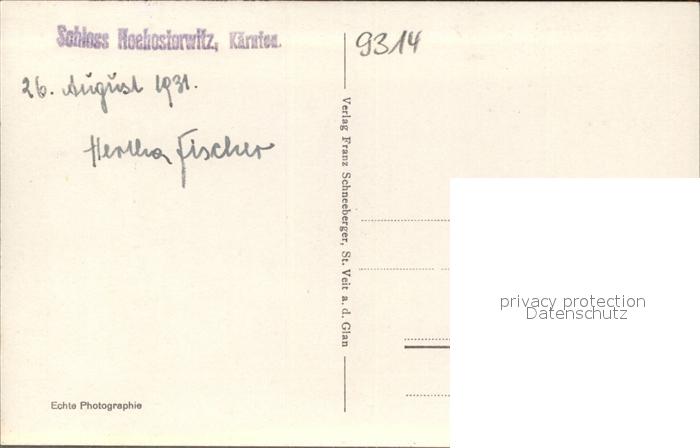 Schloss Hochosterwitz, Kärnten.
26. August 1931.
Hertha Fischer
9314
Verlag Franz Schneeberger, St. Veit a. d. Glan
privacy protection
Datenschutz
Echte Photographie